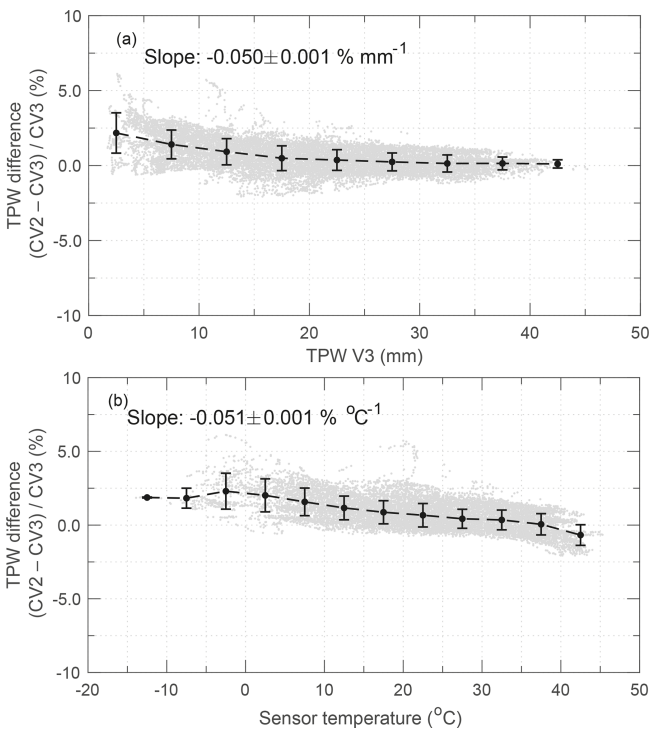 10
5.0
0.0
-5.0
-10
TPW difference
(CV2 – CV3) / CV3 (%)
(a)
Slope: -0.050±0.001 % mm-1
0 10 20 30 40 50
TPW V3 (mm)
10
5.0
0.0
-5.0
-10
TPW difference
(CV2 – CV3) / CV3 (%)
(b)
Slope: -0.051±0.001 % oC-1
-20 -10 0 10 20 30 40 50
Sensor temperature (oC)